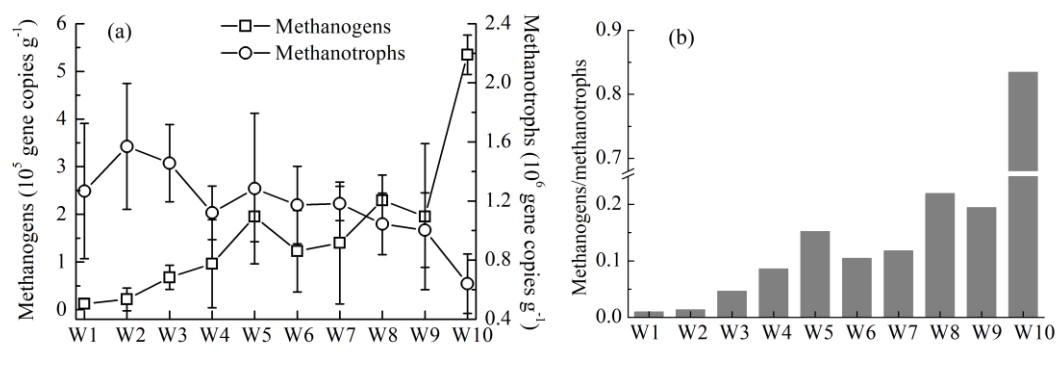 (a)
Methanogens
Methanotrophs
Methanogens (10⁵ gene copies g⁻¹)
6
5
4
3
2
1
0
2.4
2.0
1.6
1.2
0.8
0.4
Methanotrophs (10⁶ gene copies g⁻¹)
W1 W2 W3 W4 W5 W6 W7 W8 W9 W10
(b)
Methanogens/methanotrophs
0.9
0.8
0.7
0.2
0.1
0.0
W1 W2 W3 W4 W5 W6 W7 W8 W9 W10